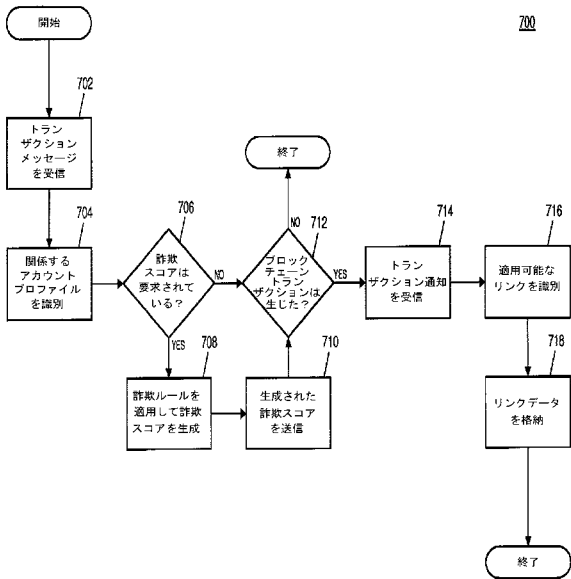 開始
700
702
トラン
ザクション
メッセージ
を受信
704
関係する
アカウント
プロファイル
を識別
706
詐欺
スコアは
要求されて
いる？
NO
YES
708
詐欺ルールを
適用して詐欺
スコアを生成
710
生成された
詐欺スコア
を送信
712
ブロック
チェーン
トラン
ザクションは
生じた？
NO
終了
YES
714
トラン
ザクション通知
を受信
716
適用可能な
リンクを識別
718
リンクデータ
を格納
終了